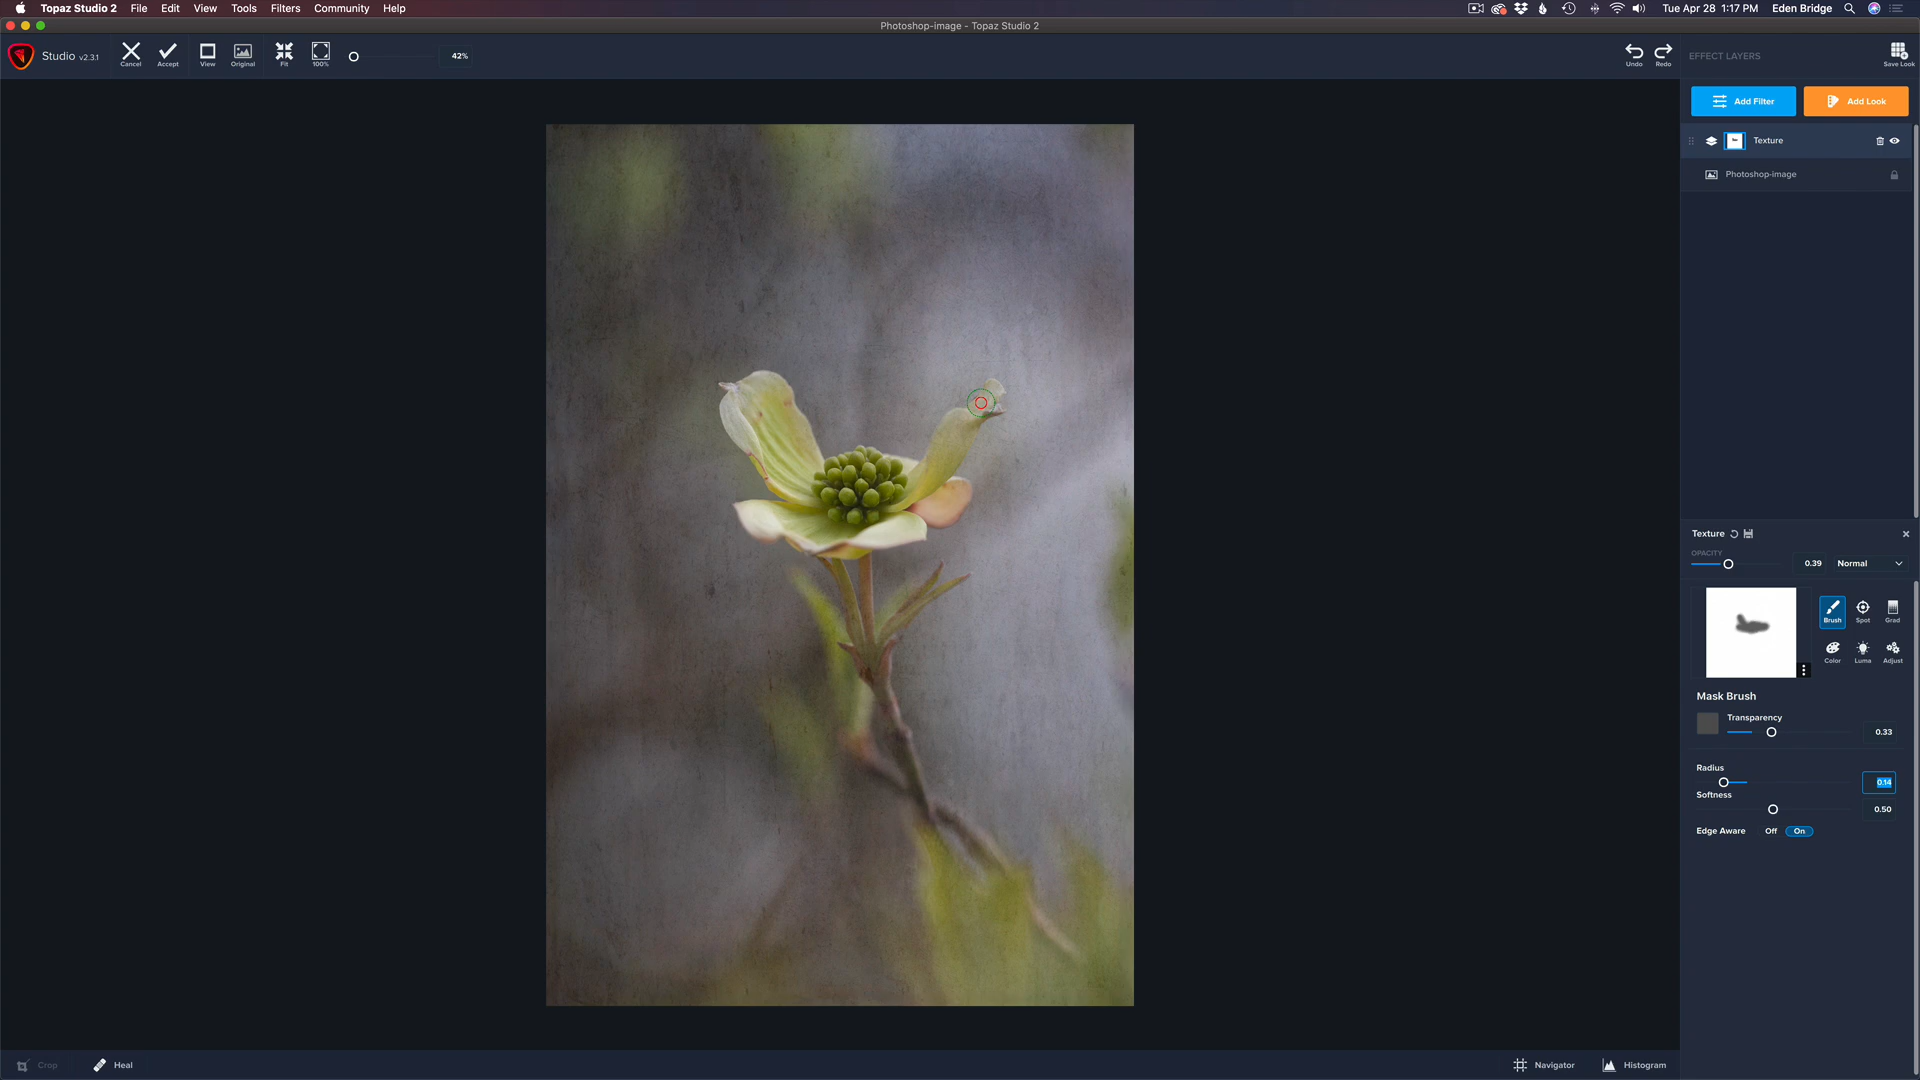 Topaz Studio 2 File Edit View Tools Filters Community Help Tue Apr 28 1:17 PM Eden Bridge
Photoshop-image - Topaz Studio 2
Studio v2.3.1 Cancel Accept View Original Fit 100% 42% Undo Redo EFFECT LAYERS Save Look
Add Filter Add Look
Texture
Photoshop-image
Texture
OPACITY 0.39 Normal
Brush Spot Grad
Color Luma Adjust
Mask Brush
Transparency
0.33
Radius
0.14
Softness
0.50
Edge Aware Off On
Crop Heal Navigator Histogram